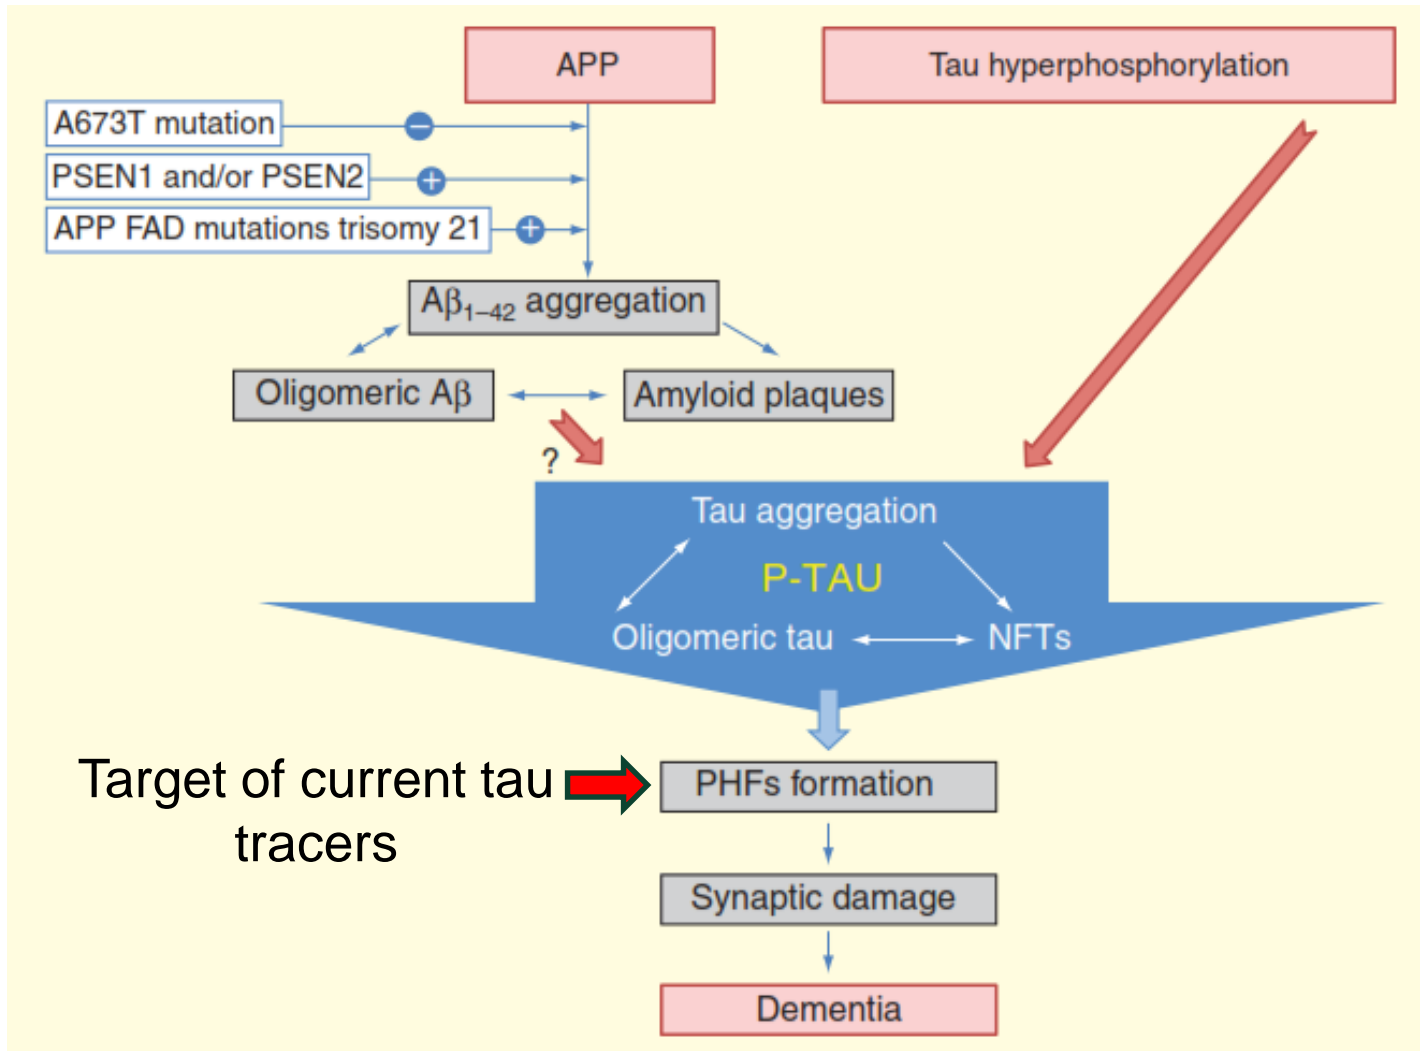 APP
Tau hyperphosphorylation
A673T mutation
−
PSEN1 and/or PSEN2
+
APP FAD mutations trisomy 21
+
Aβ1–42 aggregation
Oligomeric Aβ
Amyloid plaques
?
Tau aggregation
P-TAU
Oligomeric tau
NFTs
Target of current tau
tracers
PHFs formation
Synaptic damage
Dementia